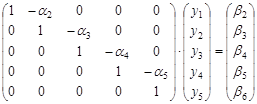 1 −α₂ 0 0 0 y₁ β₂
0 1 −α₃ 0 0 y₂ β₃
0 0 1 −α₄ 0 · y₃ = β₄
0 0 0 1 −α₅ y₄ β₅
0 0 0 0 1 y₅ β₆